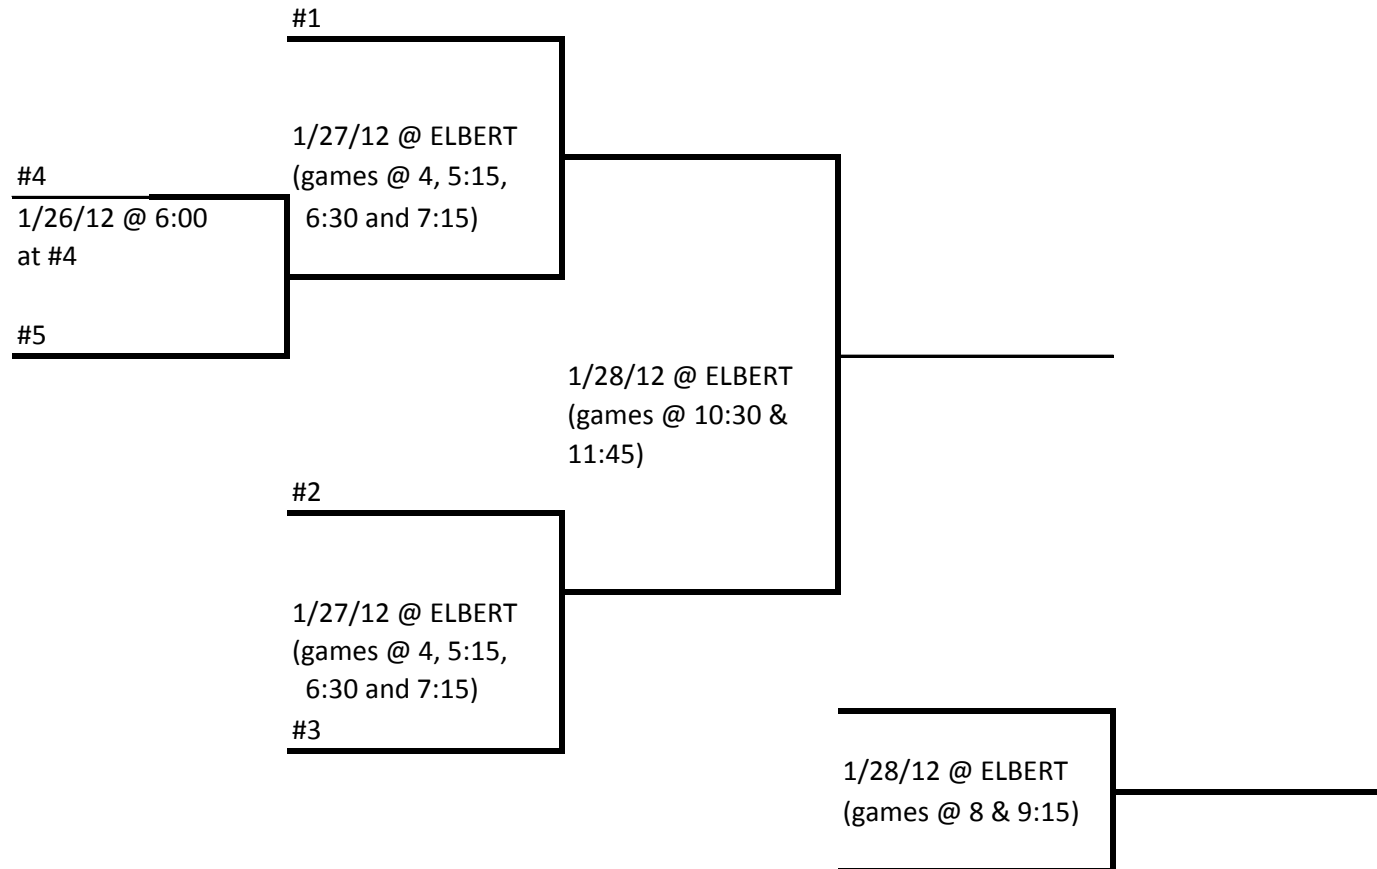 #1
1/27/12 @ ELBERT
(games @ 4, 5:15,
6:30 and 7:15)
#4
1/26/12 @ 6:00
at #4
#5
1/28/12 @ ELBERT
(games @ 10:30 &
11:45)
#2
1/27/12 @ ELBERT
(games @ 4, 5:15,
6:30 and 7:15)
#3
1/28/12 @ ELBERT
(games @ 8 & 9:15)